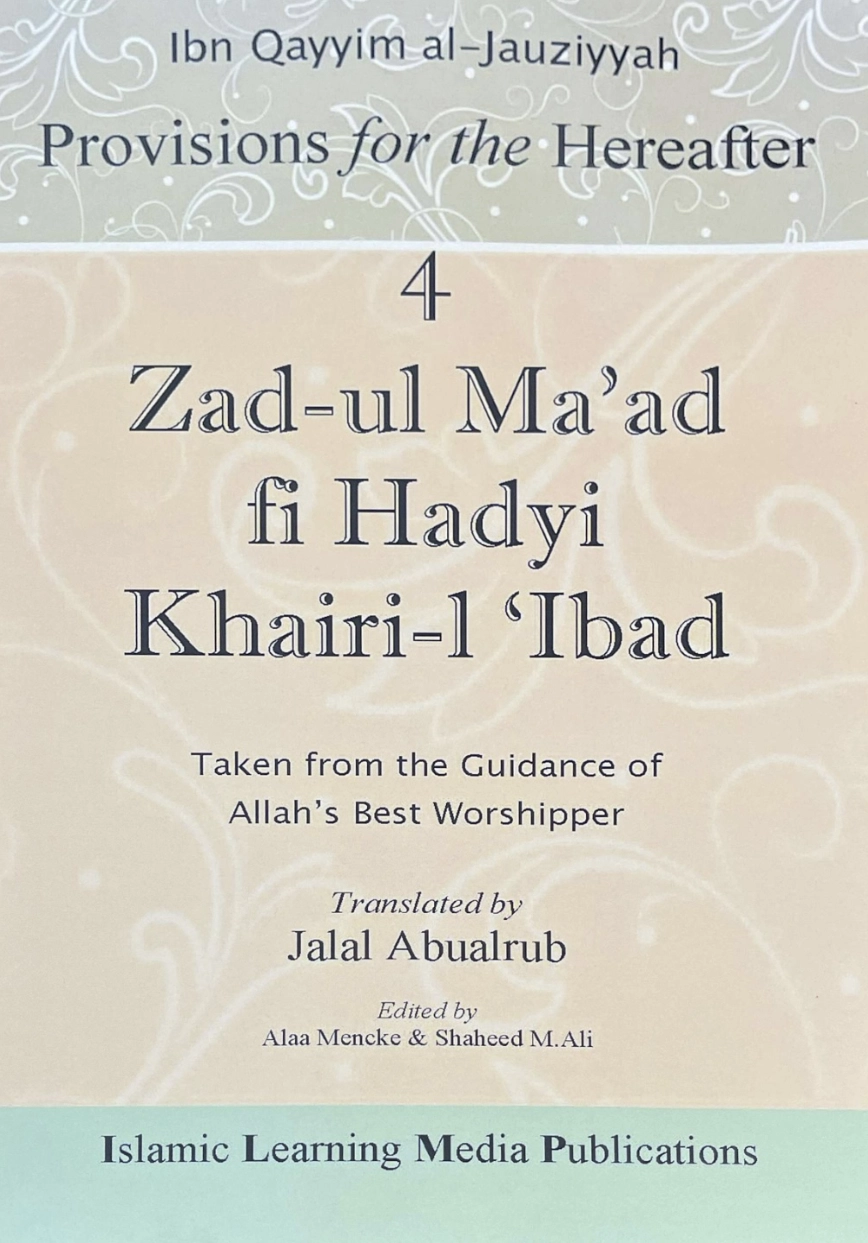 Ibn Qayyim al-Jauziyyah
Provisions for the Hereafter
4
Zad-ul Ma’ad
fi Hadyi
Khairi-l ‘Ibad
Taken from the Guidance of
Allah’s Best Worshipper
Translated by
Jalal Abualrub
Edited by
Alaa Mencke & Shaheed M.Ali
Islamic Learning Media Publications